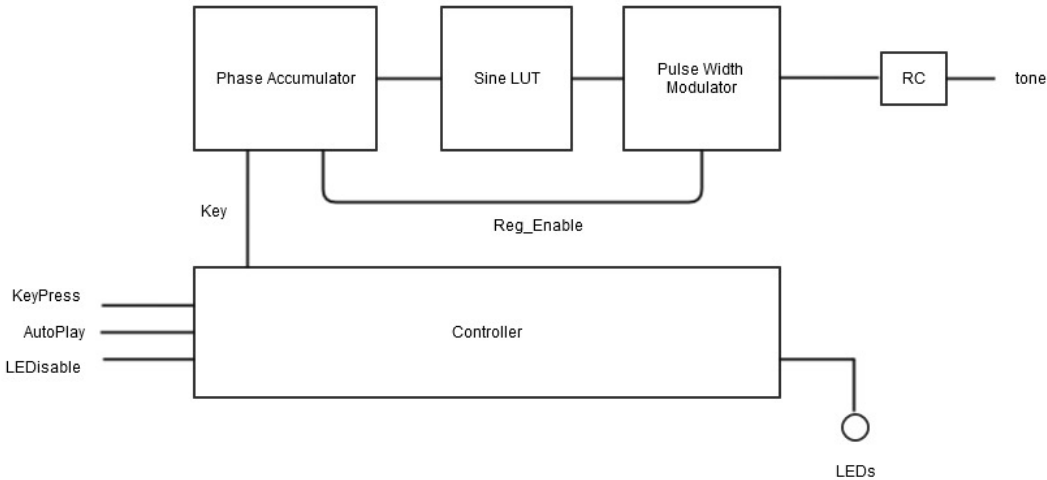 Phase Accumulator
Sine LUT
Pulse Width
Modulator
RC
tone
Key
Reg_Enable
KeyPress
AutoPlay
LEDisable
Controller
LEDs